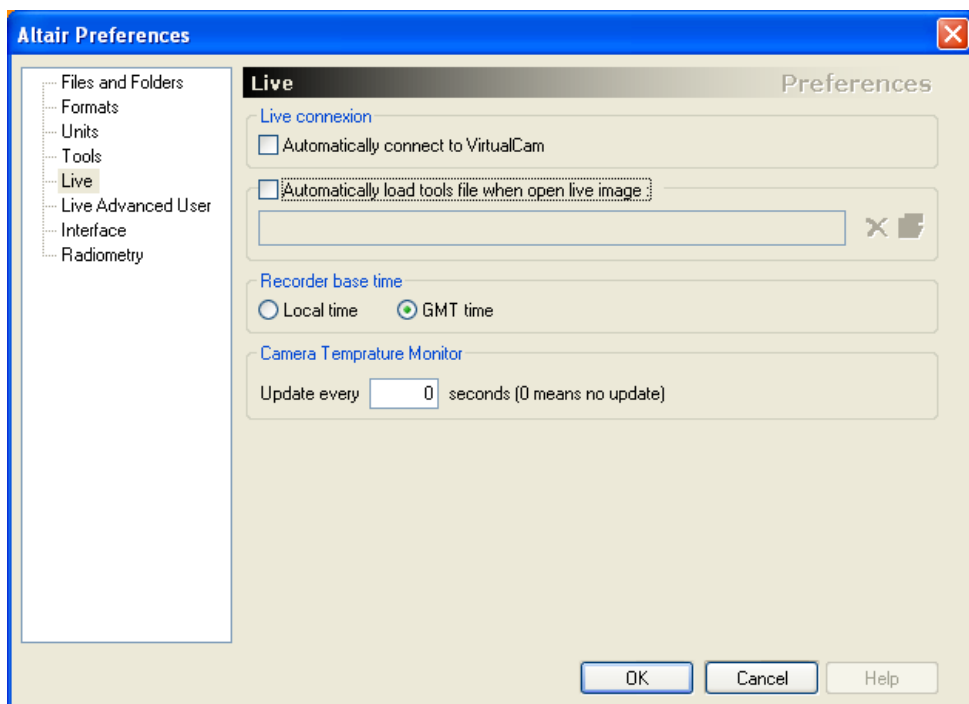 Altair Preferences
Files and Folders
Formats
Units
Tools
Live
Live Advanced User
Interface
Radiometry
Live Preferences
Live connexion
Automatically connect to VirtualCam
Automatically load tools file when open live image :
Recorder base time
Local time GMT time
Camera Temprature Monitor
Update every 0 seconds (0 means no update)
OK Cancel Help